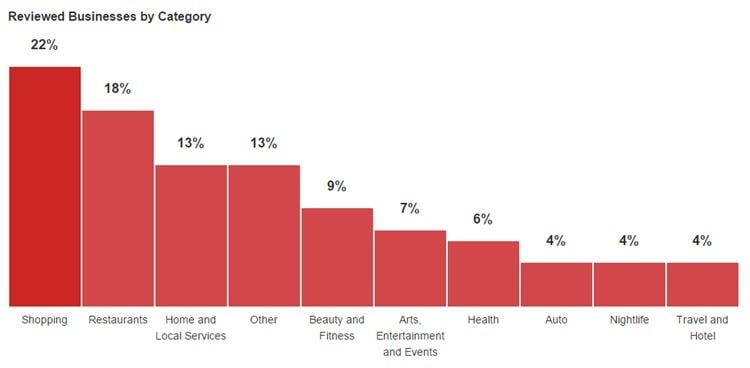 Reviewed Businesses by Category
22%
18%
13%
13%
9%
7%
6%
4%
4%
4%
Shopping
Restaurants
Home and
Local Services
Other
Beauty and
Fitness
Arts,
Entertainment
and Events
Health
Auto
Nightlife
Travel and
Hotel